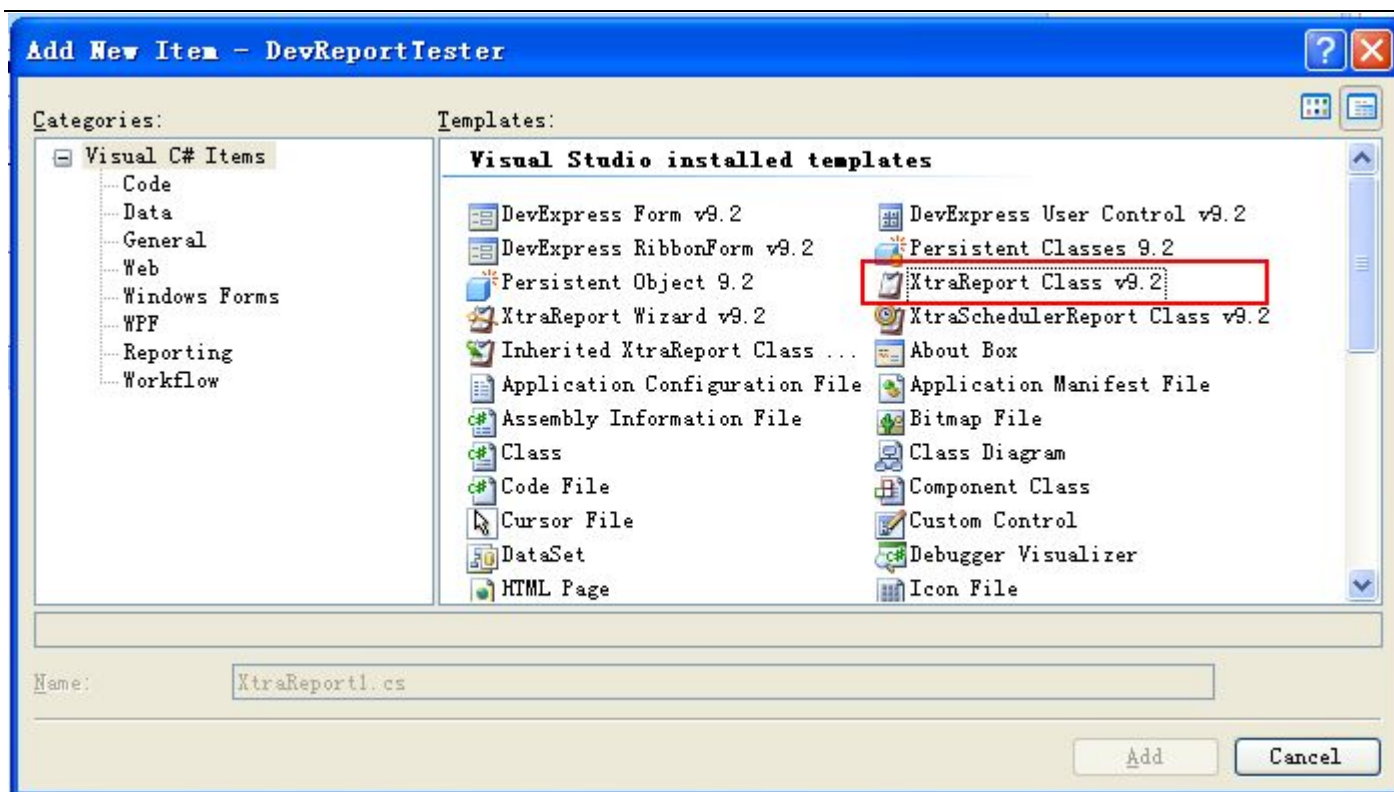 Add New Item - DevReportTester
Categories:
Templates:
Visual C# Items
Code
Data
General
Web
Windows Forms
WPF
Reporting
Workflow
Visual Studio installed templates
DevExpress Form v9.2
DevExpress User Control v9.2
DevExpress RibbonForm v9.2
Persistent Classes 9.2
Persistent Object 9.2
XtraReport Class v9.2
XtraReport Wizard v9.2
XtraSchedulerReport Class v9.2
Inherited XtraReport Class ...
About Box
Application Configuration File
Application Manifest File
Assembly Information File
Bitmap File
Class
Class Diagram
Code File
Component Class
Cursor File
Custom Control
DataSet
Debugger Visualizer
HTML Page
Icon File
Name:
XtraReport1.cs
Add
Cancel